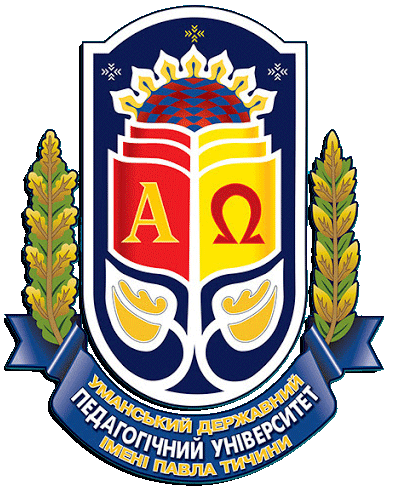 Α Ω
УМАНСЬКИЙ ДЕРЖАВНИЙ
ПЕДАГОГІЧНИЙ УНІВЕРСИТЕТ
ІМЕНІ ПАВЛА ТИЧИНИ